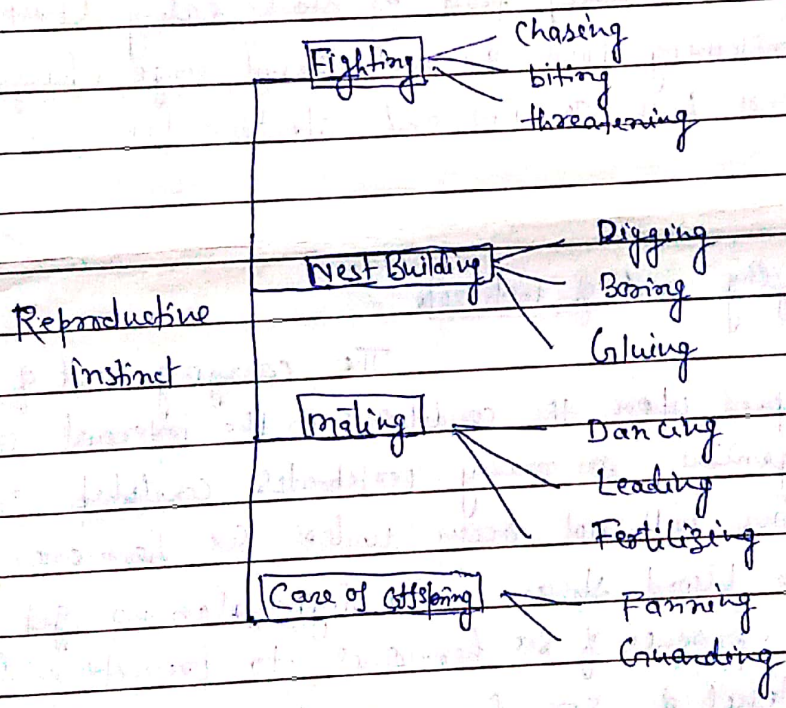 Fighting
Chasing
biting
threatening
Nest Building
Digging
Boring
Gluing
Reproductive
instinct
Mating
Dancing
Leading
Fertilizing
Care of offspring
Fanning
Guarding